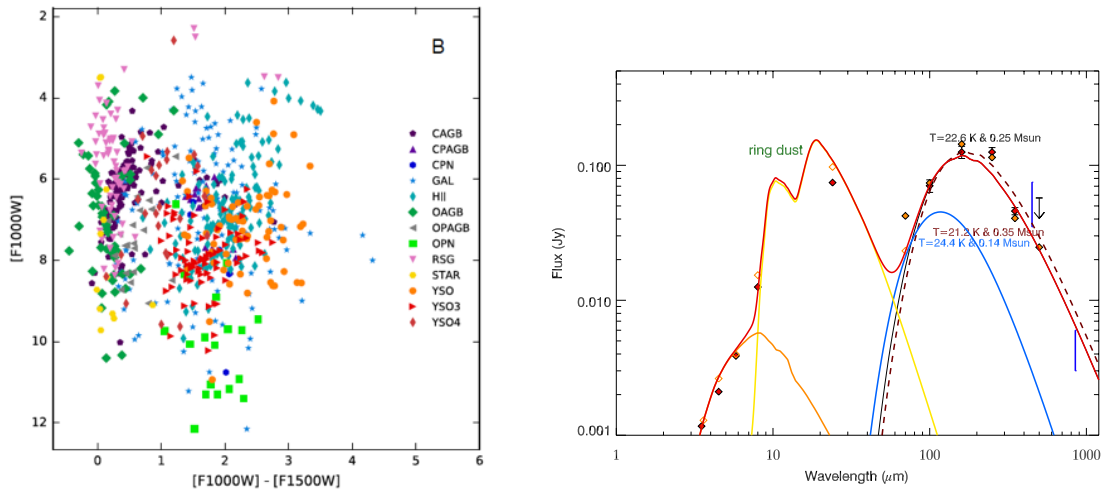 2
4
6
8
10
12
[F1000W]
B
CAGB
CPAGB
CPN
GAL
HII
OAGB
OPAGB
OPN
RSG
STAR
YSO
YSO3
YSO4
0 1 2 3 4 5 6
[F1000W] - [F1500W]
Flux (Jy)
0.100
0.010
0.001
ring dust
T=22.6 K & 0.25 Msun
T=21.2 K & 0.35 Msun
T=24.4 K & 0.14 Msun
1 10 100 1000
Wavelength (μm)